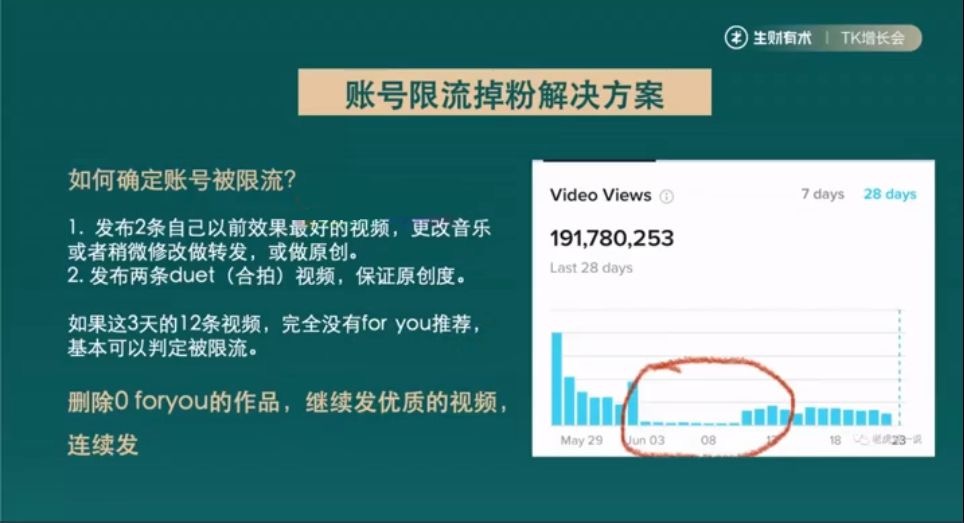 生财有术 | TK增长会
账号限流掉粉解决方案
如何确定账号被限流?
1. 发布2条自己以前效果最好的视频，更改音乐
或者稍微修改做转发，或做原创。
2. 发布两条duet（合拍）视频，保证原创度。
如果这3天的12条视频，完全没有for you推荐，
基本可以判定被限流。
删除0 foryou的作品，继续发优质的视频，
连续发
Video Views
7 days 28 days
191,780,253
Last 28 days
May 29 Jun 03 08 18 23